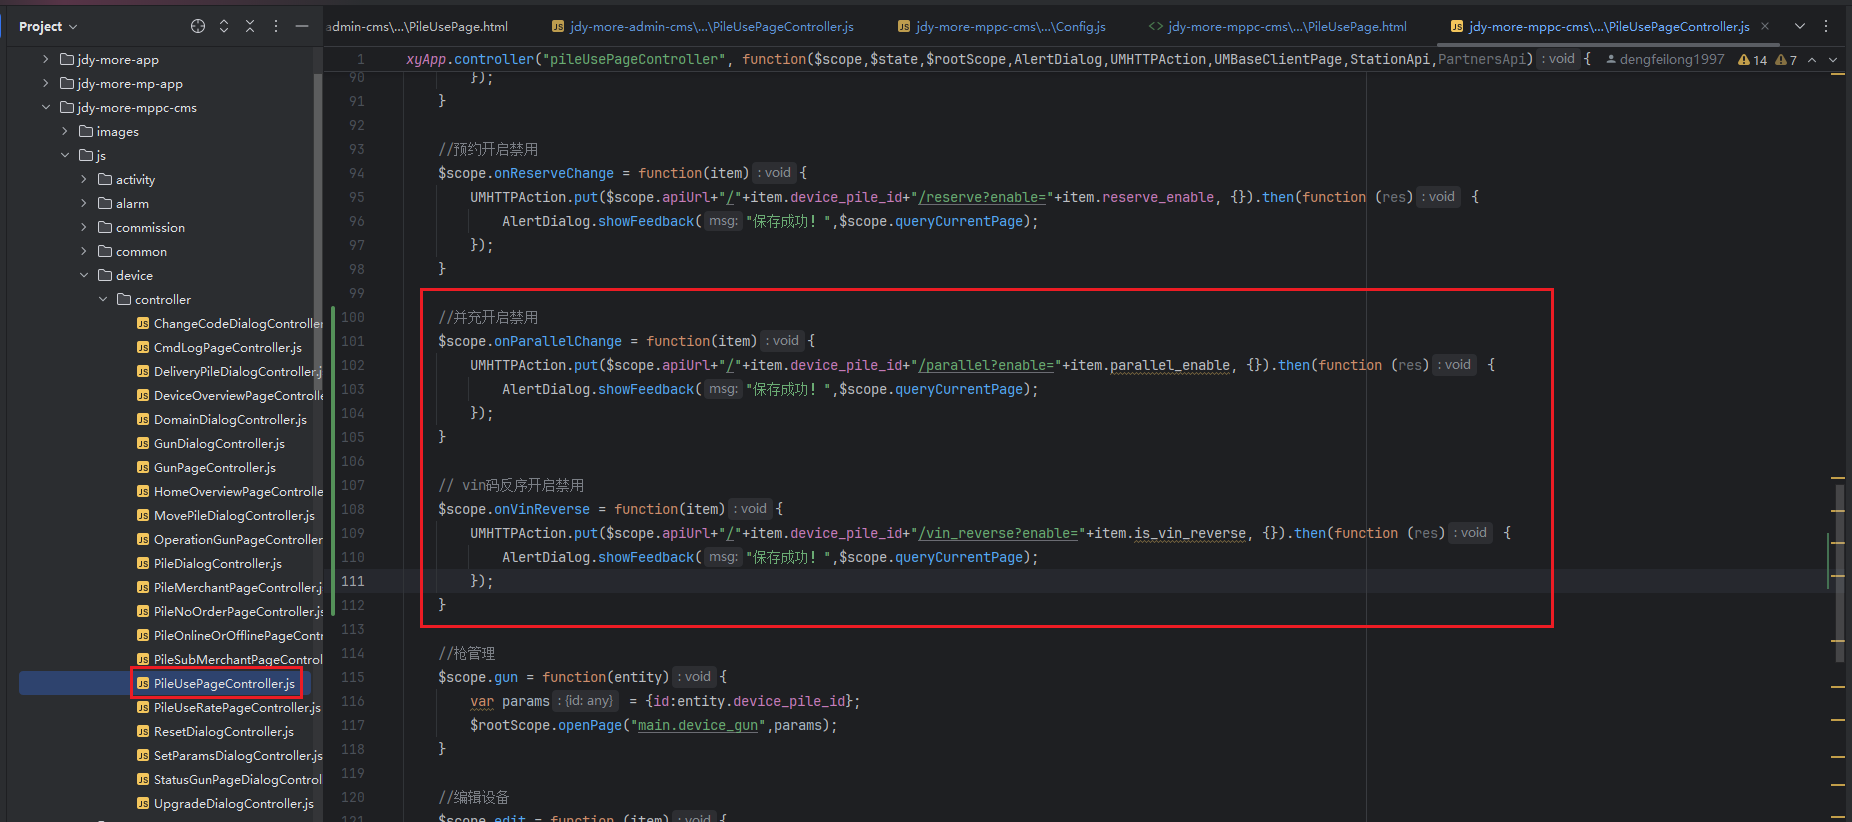 Project
jdy-more-app
jdy-more-mp-app
jdy-more-mppc-cms
images
js
activity
alarm
commission
common
device
controller
ChangeCodeDialogController
CmdLogPageController.js
DeliveryPileDialogController.j
DeviceOverviewPageControlle
DomainDialogController.js
GunDialogController.js
GunPageController.js
HomeOverviewPageControlle
MovePileDialogController.js
OperationGunPageController
PileDialogController.js
PileMerchantPageController.j
PileNoOrderPageController.js
PileOnlineOrOfflinePageContr
PileSubMerchantPageControl
PileUsePageController.js
PileUseRatePageController.js
ResetDialogController.js
SetParamsDialogController.js
StatusGunPageDialogControl
UpgradeDialogController.js
admin-cms\...\PileUsePage.html
jdy-more-admin-cms\...\PileUsePageController.js
jdy-more-mppc-cms\...\Config.js
jdy-more-mppc-cms\...\PileUsePage.html
jdy-more-mppc-cms\...\PileUsePageController.js
1 xyApp.controller("pileUsePageController", function($scope,$state,$rootScope,AlertDialog,UMHTTPAction,UMBaseClientPage,StationApi,PartnersApi) : void { dengfeilong1997 14 7
90 });
91 }
92
93 //预约开启禁用
94 $scope.onReserveChange = function(item) : void {
95 UMHTTPAction.put($scope.apiUrl+"/"+item.device_pile_id+"/reserve?enable="+item.reserve_enable, {}).then(function (res) : void {
96 AlertDialog.showFeedback( msg: "保存成功！",$scope.queryCurrentPage);
97 });
98 }
99
100 //并充开启禁用
101 $scope.onParallelChange = function(item) : void {
102 UMHTTPAction.put($scope.apiUrl+"/"+item.device_pile_id+"/parallel?enable="+item.parallel_enable, {}).then(function (res) : void {
103 AlertDialog.showFeedback( msg: "保存成功！",$scope.queryCurrentPage);
104 });
105 }
106
107 // vin码反序开启禁用
108 $scope.onVinReverse = function(item) : void {
109 UMHTTPAction.put($scope.apiUrl+"/"+item.device_pile_id+"/vin_reverse?enable="+item.is_vin_reverse, {}).then(function (res) : void {
110 AlertDialog.showFeedback( msg: "保存成功！",$scope.queryCurrentPage);
111 });
112 }
113
114 //枪管理
115 $scope.gun = function(entity) : void {
116 var params : {id: any} = {id:entity.device_pile_id};
117 $rootScope.openPage("main.device_gun",params);
118 }
119
120 //编辑设备
121 $scope.edit = function (item) : void {